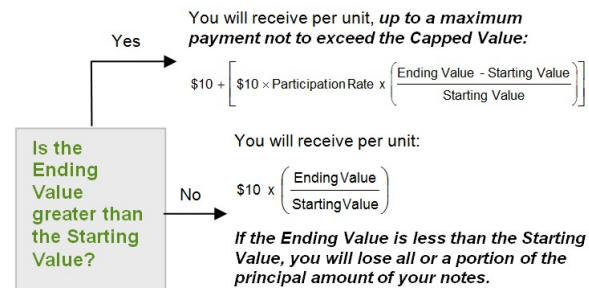 Yes
You will receive per unit, up to a maximum
payment not to exceed the Capped Value:
$10 + [ $10 × Participation Rate x ( Ending Value - Starting Value
Starting Value ) ]
Is the
Ending
Value
greater than
the Starting
Value?
No
You will receive per unit:
$10 x ( Ending Value
Starting Value )
If the Ending Value is less than the Starting
Value, you will lose all or a portion of the
principal amount of your notes.